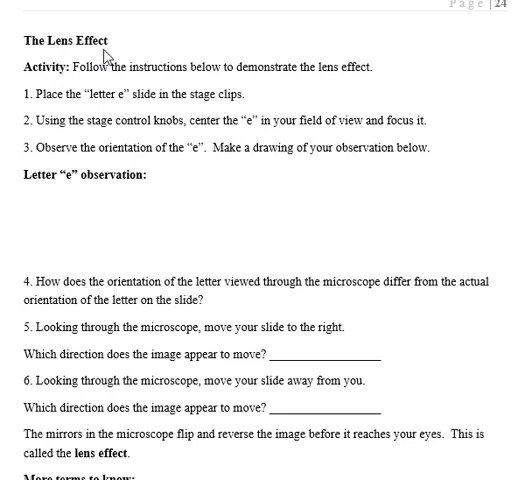 Page | 24
The Lens Effect
Activity: Follow the instructions below to demonstrate the lens effect.
1. Place the “letter e” slide in the stage clips.
2. Using the stage control knobs, center the “e” in your field of view and focus it.
3. Observe the orientation of the “e”.  Make a drawing of your observation below.
Letter “e” observation:
4. How does the orientation of the letter viewed through the microscope differ from the actual
orientation of the letter on the slide?
5. Looking through the microscope, move your slide to the right.
Which direction does the image appear to move? ___________________
6. Looking through the microscope, move your slide away from you.
Which direction does the image appear to move? ___________________
The mirrors in the microscope flip and reverse the image before it reaches your eyes.  This is
called the lens effect.
More terms to know: